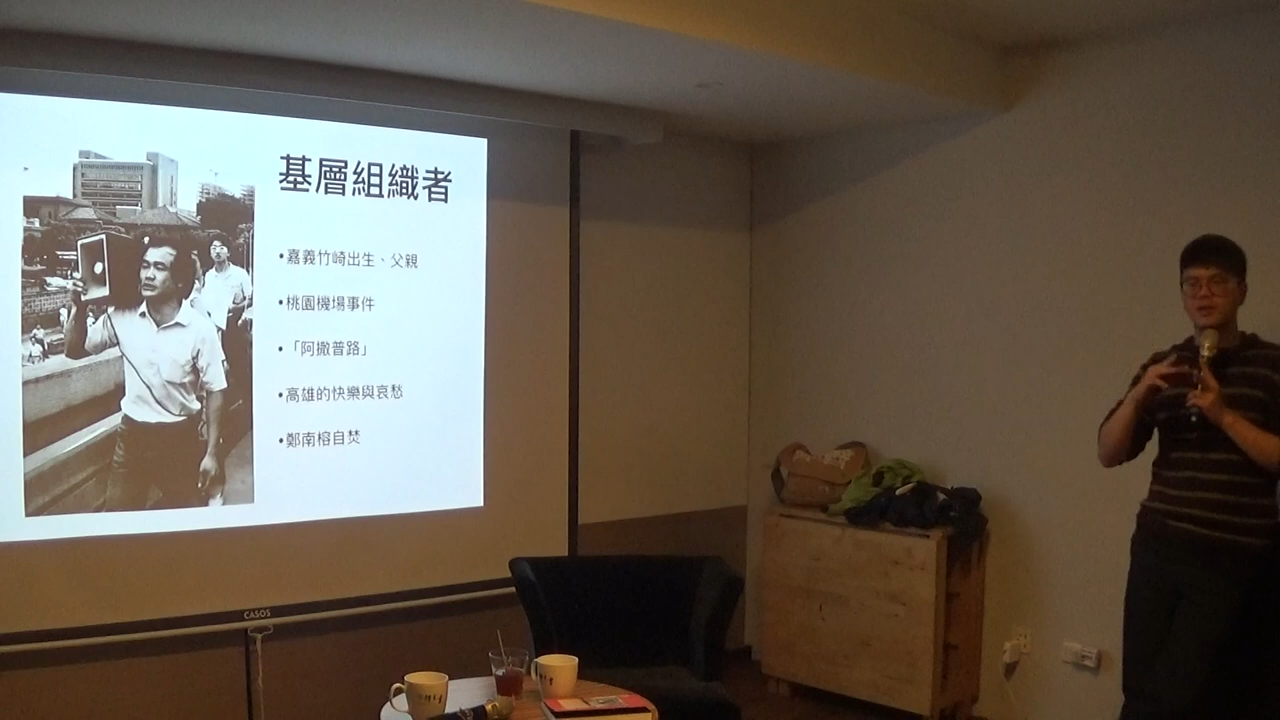 基層組織者
•嘉義竹崎出生、父親
•桃園機場事件
•「阿撒普路」
•高雄的快樂與哀愁
•鄭南榕自焚
CASOS